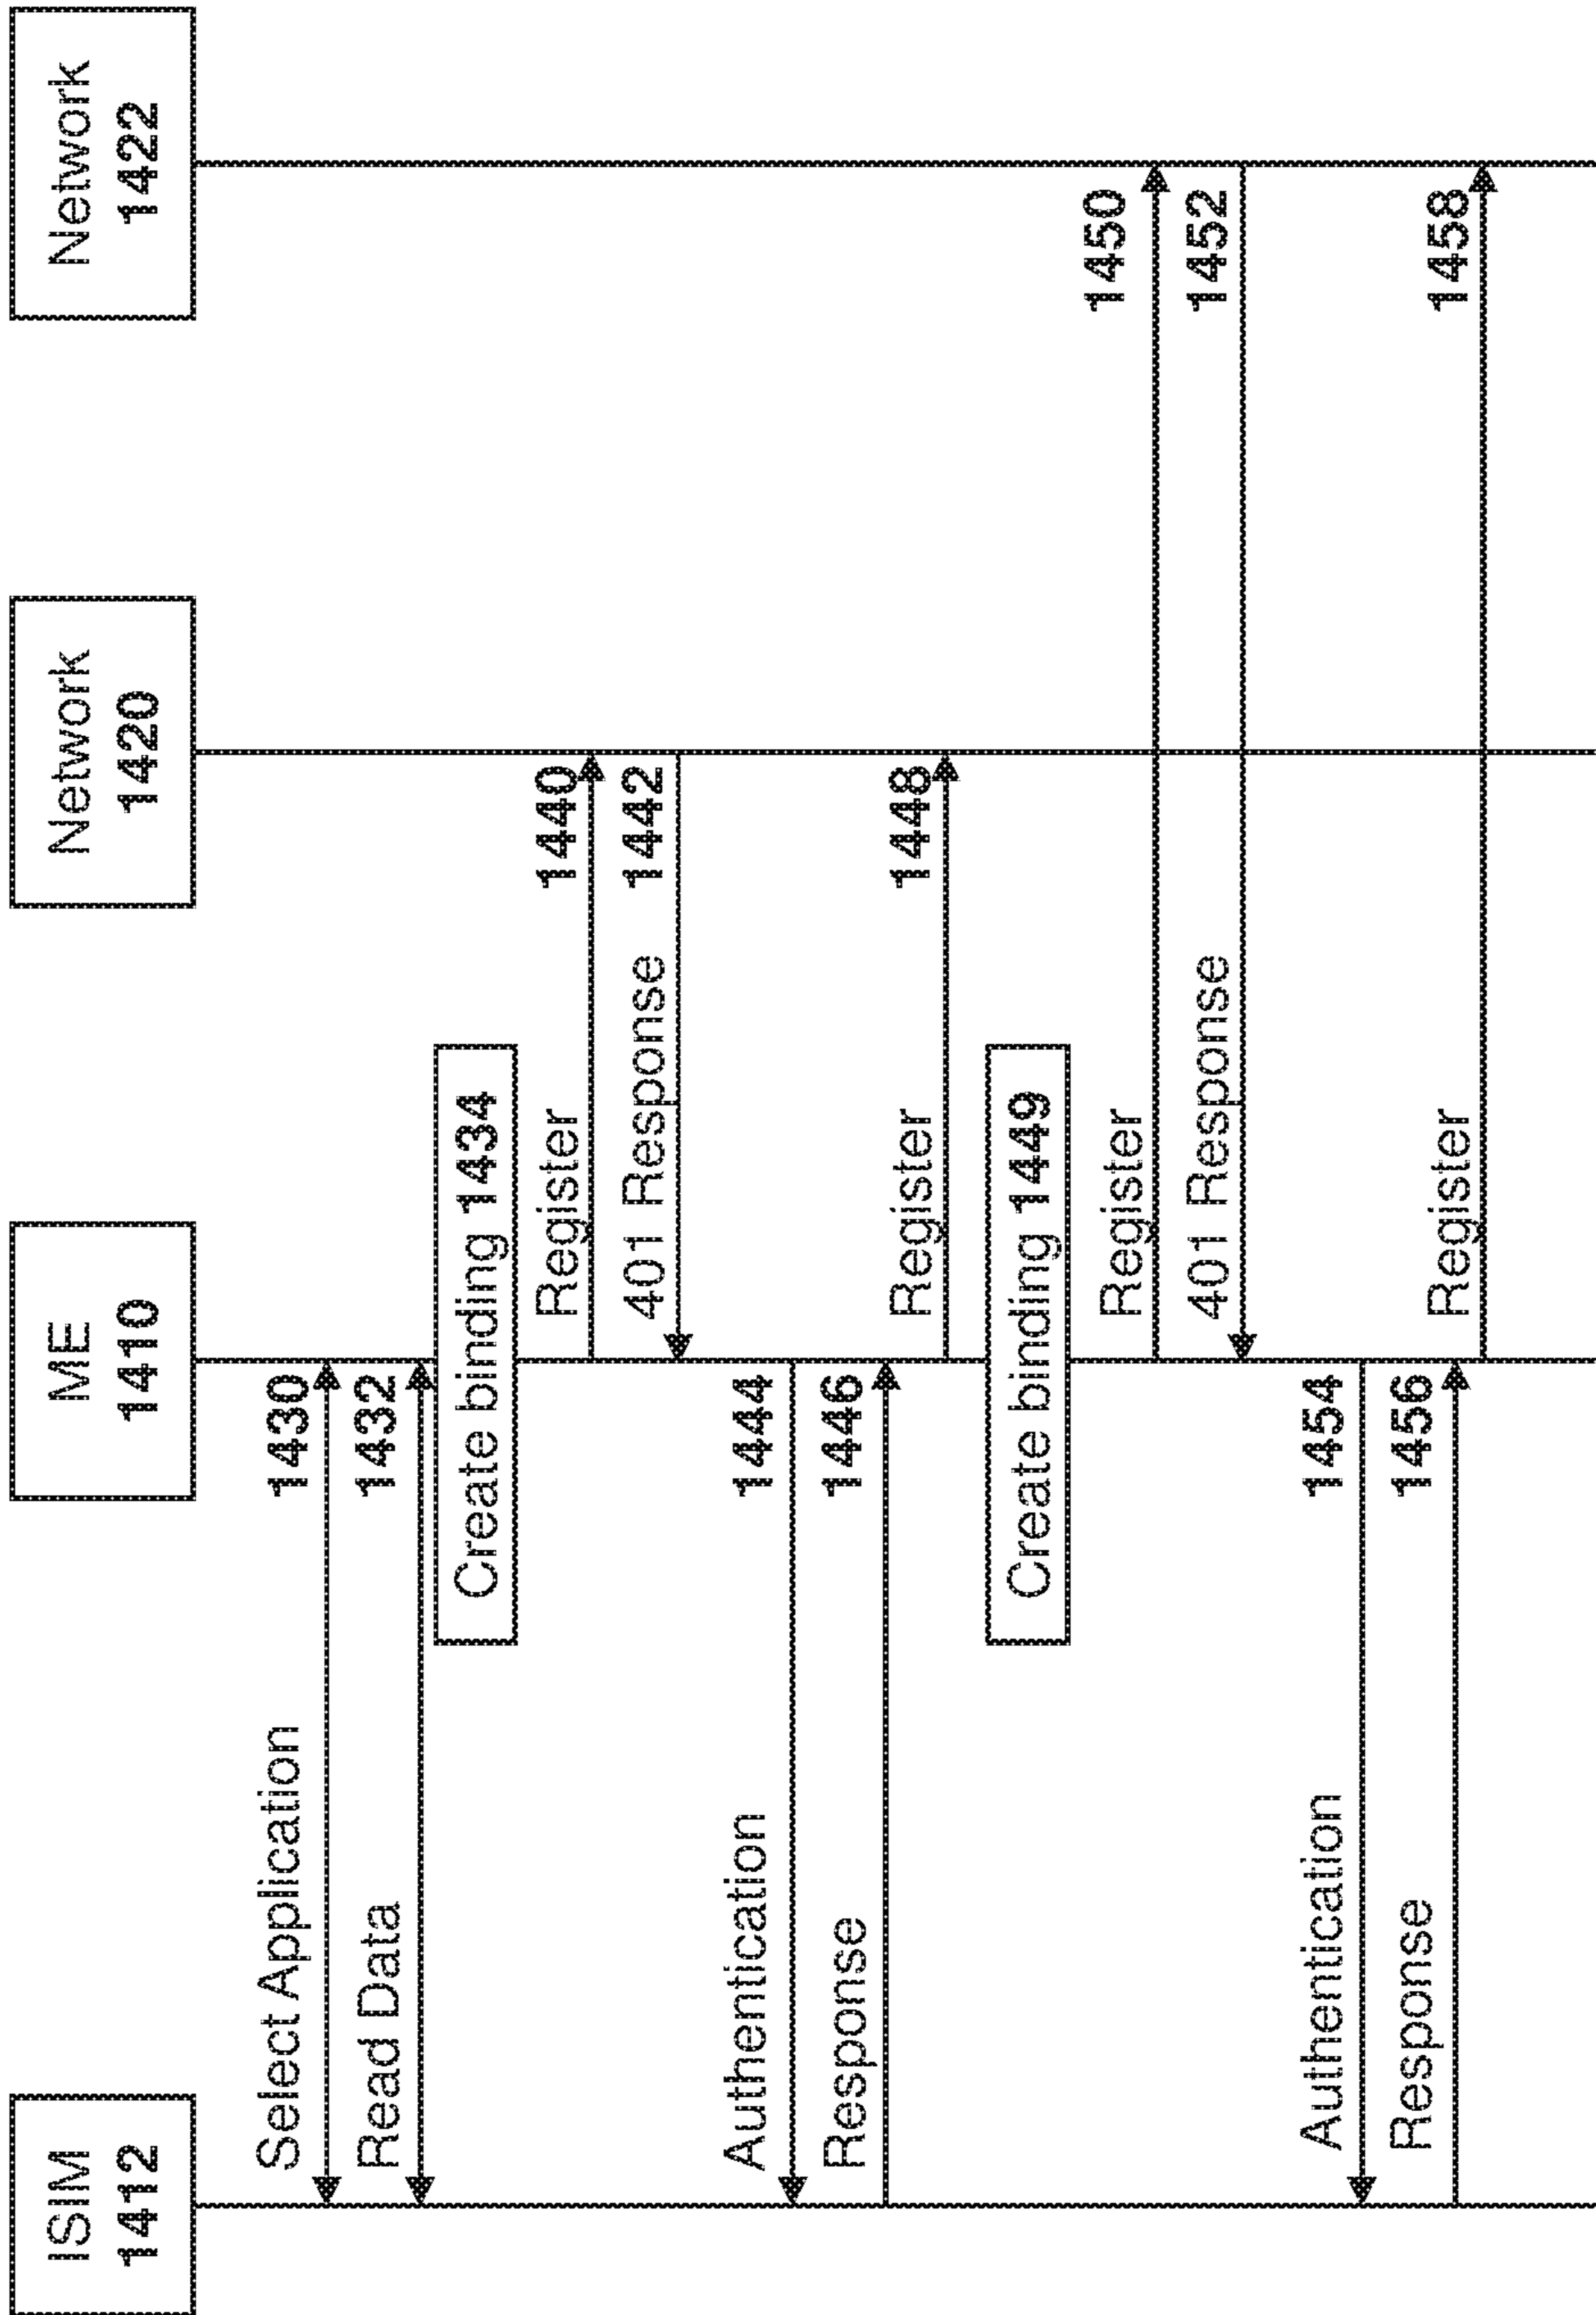 ISIM
1412
ME
1410
Network
1420
Network
1422
Select Application
1430
Read Data
1432
Create binding 1434
Register
1440
401 Response
1442
Authentication
1444
Response
1446
Register
1448
Create binding 1449
Register
1450
401 Response
1452
Authentication
1454
Response
1456
Register
1458